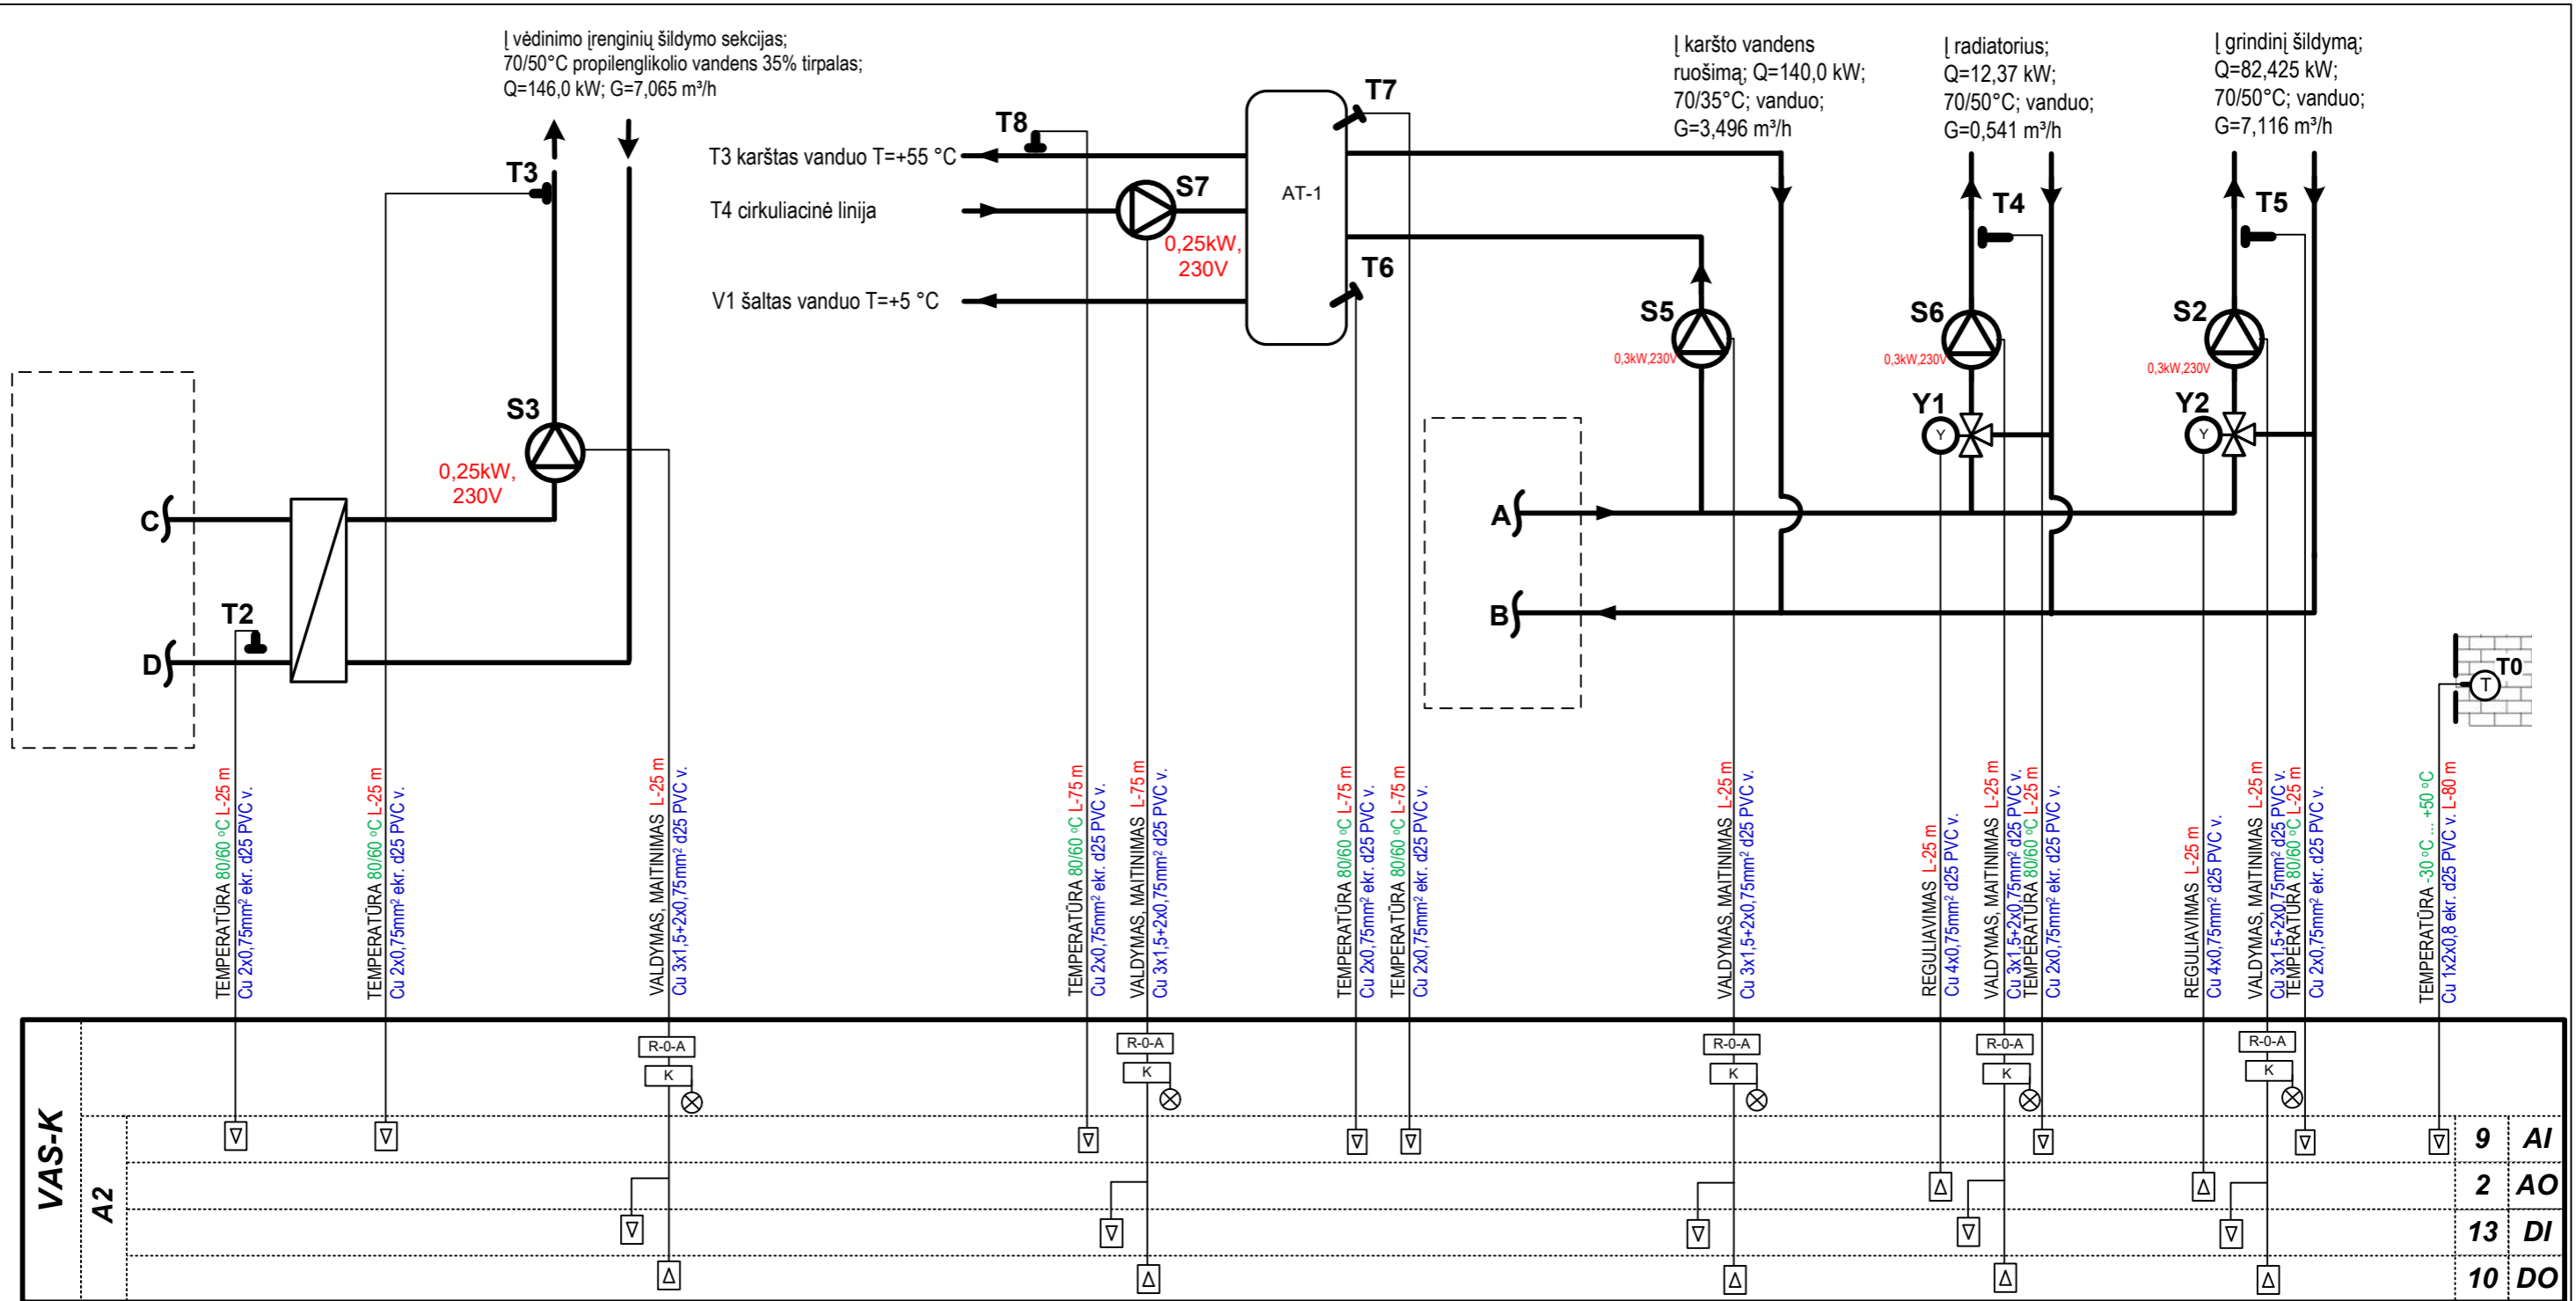 Į vėdinimo įrenginių šildymo sekcijas;
70/50°C propilenglikolio vandens 35% tirpalas;
Q=146,0 kW; G=7,065 m³/h
Į karšto vandens
ruošimą; Q=140,0 kW;
70/35°C; vanduo;
G=3,496 m³/h
Į radiatorius;
Q=12,37 kW;
70/50°C; vanduo;
G=0,541 m³/h
Į grindinį šildymą;
Q=82,425 kW;
70/50°C; vanduo;
G=7,116 m³/h
T3
T8
T7
T3 karštas vanduo T=+55 °C
AT-1
S7
T4 cirkuliacinė linija
0,25kW,
230V
T6
V1 šaltas vanduo T=+5 °C
T4
T5
S5
0,3kW,230V
S6
0,3kW,230V
S2
0,3kW,230V
S3
0,25kW,
230V
Y1
Y
Y2
Y
C
A
T2
B
D
T0
T
TEMPERATŪRA 80/60 ºC L-25 m
Cu 2x0,75mm² ekr. d25 PVC v.
TEMPERATŪRA 80/60 ºC L-25 m
Cu 2x0,75mm² ekr. d25 PVC v.
VALDYMAS, MAITINIMAS L-25 m
Cu 3x1,5+2x0,75mm² d25 PVC v.
TEMPERATŪRA 80/60 ºC L-75 m
Cu 2x0,75mm² ekr. d25 PVC v.
VALDYMAS, MAITINIMAS L-75 m
Cu 3x1,5+2x0,75mm² d25 PVC v.
TEMPERATŪRA 80/60 ºC L-75 m
Cu 2x0,75mm² ekr. d25 PVC v.
TEMPERATŪRA 80/60 ºC L-75 m
Cu 2x0,75mm² ekr. d25 PVC v.
VALDYMAS, MAITINIMAS L-25 m
Cu 3x1,5+2x0,75mm² d25 PVC v.
REGULIAVIMAS L-25 m
Cu 4x0,75mm² d25 PVC v.
VALDYMAS, MAITINIMAS L-25 m
Cu 3x1,5+2x0,75mm² d25 PVC v.
TEMPERATŪRA 80/60 ºC L-25 m
Cu 2x0,75mm² ekr. d25 PVC v.
REGULIAVIMAS L-25 m
Cu 4x0,75mm² d25 PVC v.
VALDYMAS, MAITINIMAS L-25 m
Cu 3x1,5+2x0,75mm² d25 PVC v.
TEMPERATŪRA 80/60 ºC L-25 m
Cu 2x0,75mm² ekr. d25 PVC v.
TEMPERATŪRA -30 ºC ... +50 ºC
Cu 1x2x0,8 ekr. d25 PVC v. L-80 m
VAS-K
A2
R-0-A
K
R-0-A
K
R-0-A
K
R-0-A
K
R-0-A
K
9 AI
2 AO
13 DI
10 DO